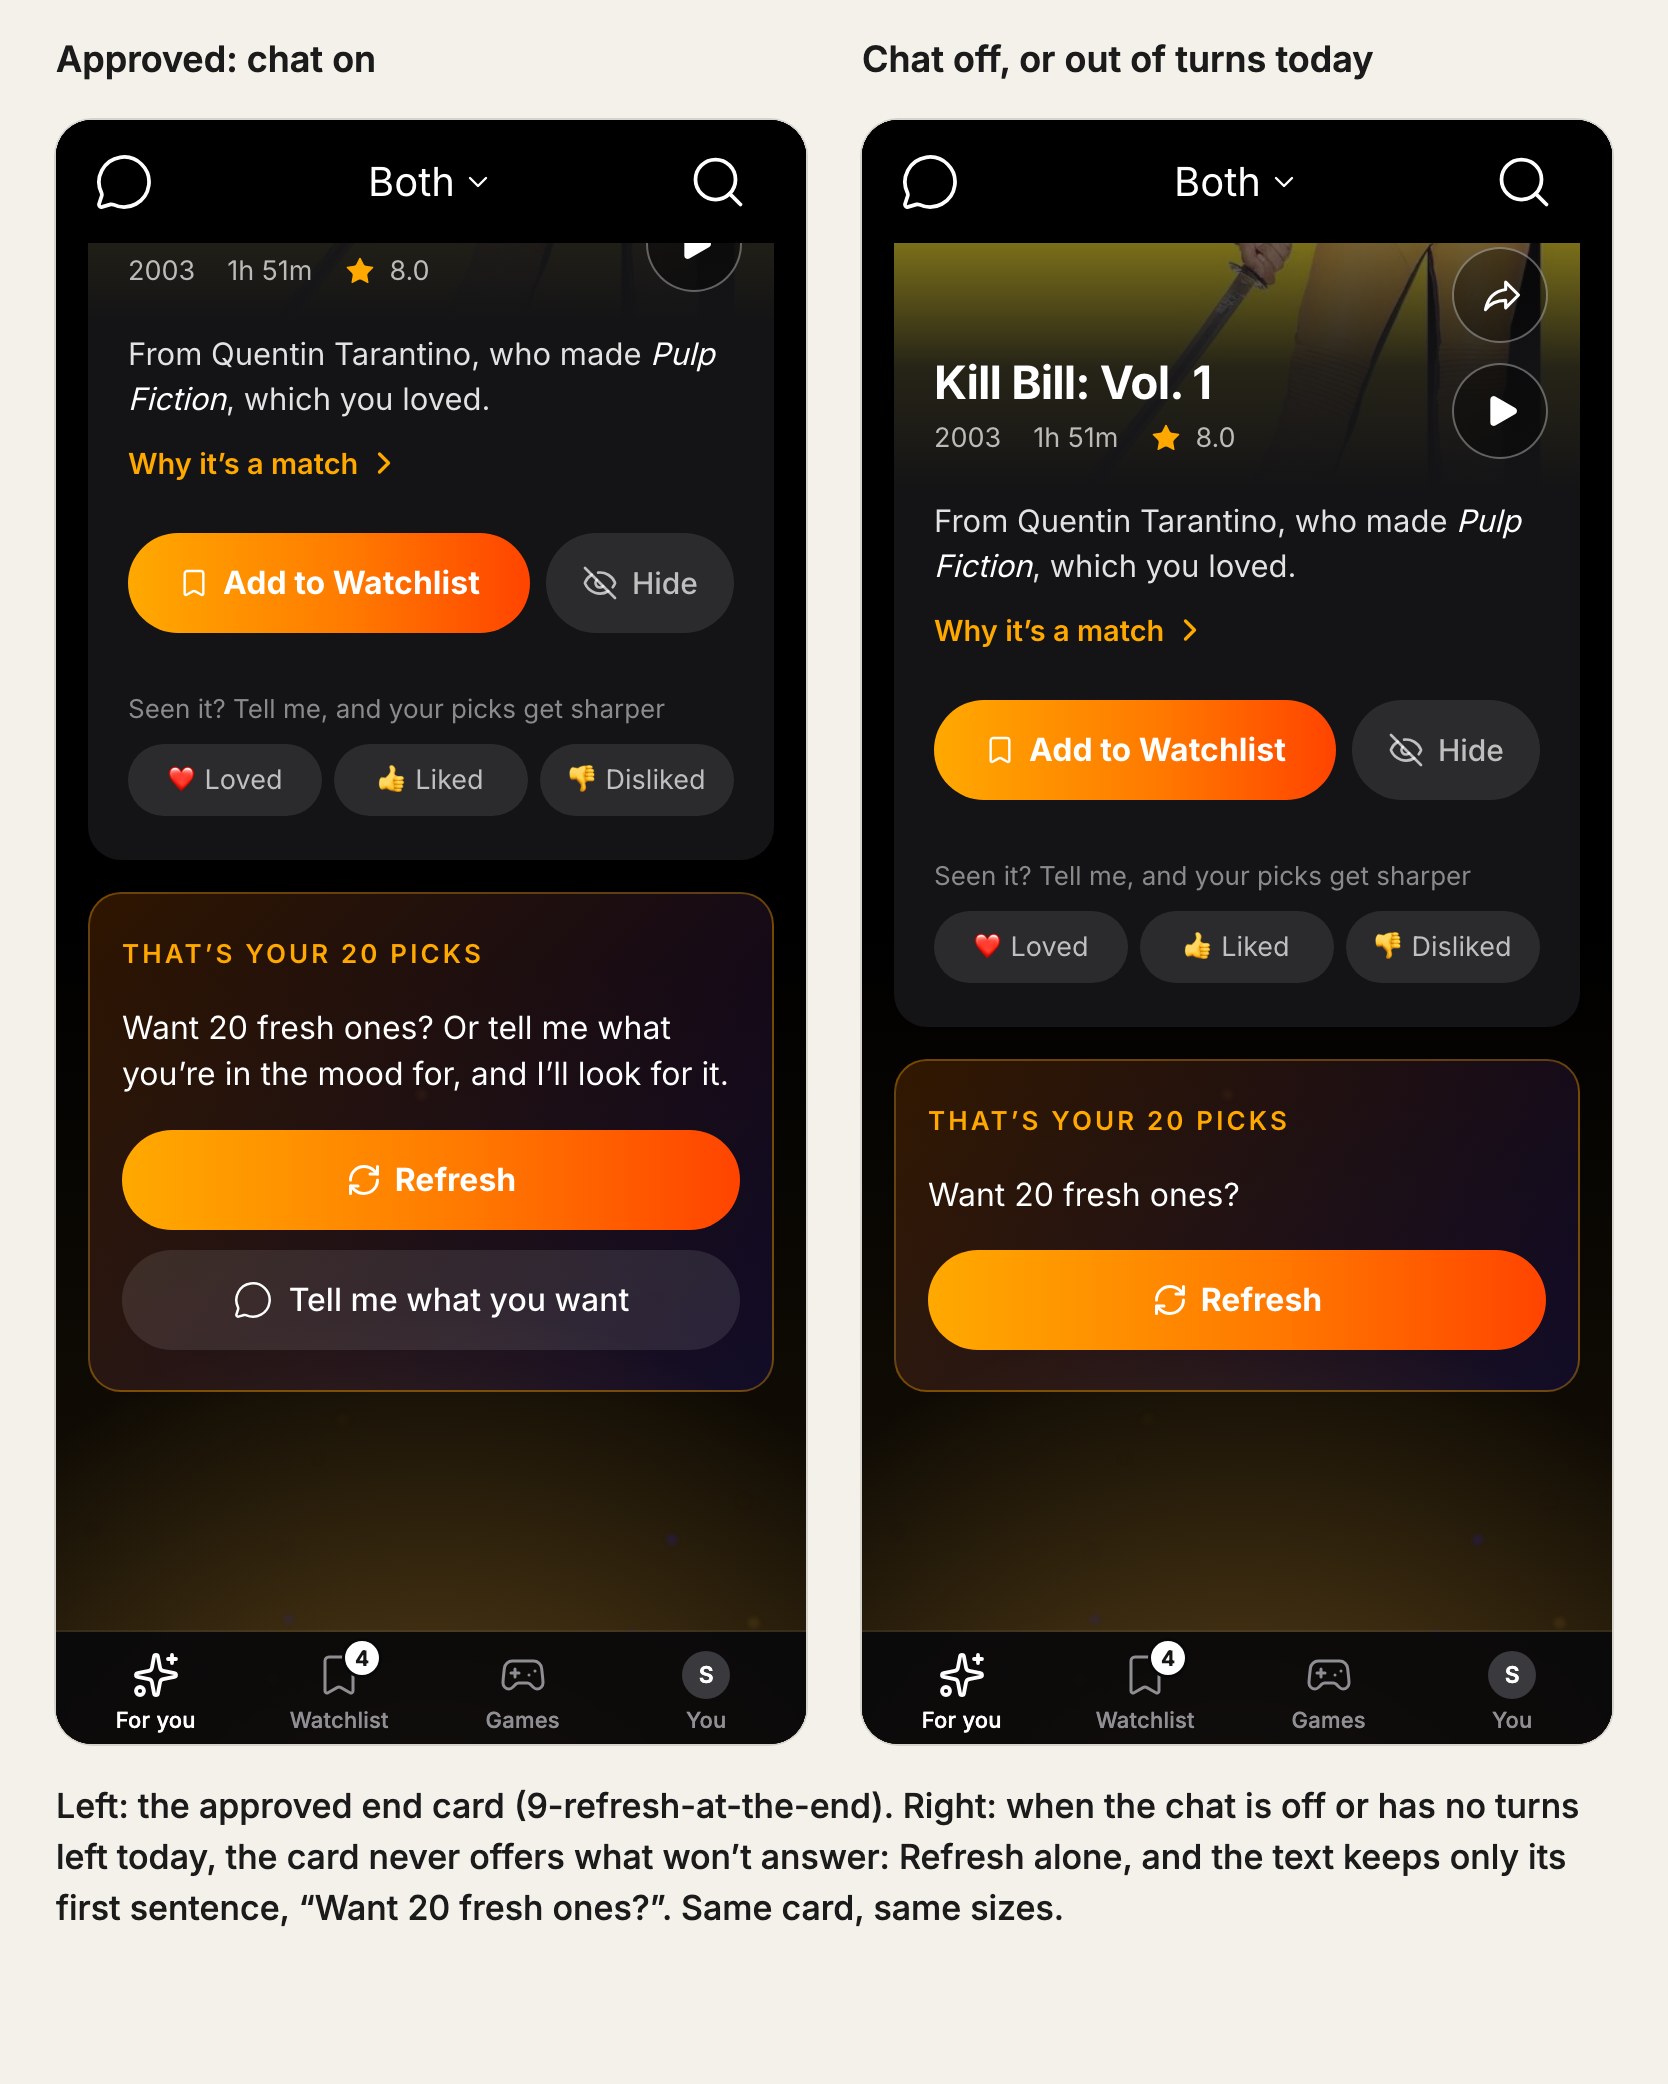 Approved: chat on
Both
2003 1h 51m 8.0
From Quentin Tarantino, who made Pulp
Fiction, which you loved.
Why it’s a match
Add to Watchlist
Hide
Seen it? Tell me, and your picks get sharper
Loved
Liked
Disliked
THAT’S YOUR 20 PICKS
Want 20 fresh ones? Or tell me what
you’re in the mood for, and I’ll look for it.
Refresh
Tell me what you want
For you
4
Watchlist
Games
S
You
Chat off, or out of turns today
Both
Kill Bill: Vol. 1
2003 1h 51m 8.0
From Quentin Tarantino, who made Pulp
Fiction, which you loved.
Why it’s a match
Add to Watchlist
Hide
Seen it? Tell me, and your picks get sharper
Loved
Liked
Disliked
THAT’S YOUR 20 PICKS
Want 20 fresh ones?
Refresh
For you
4
Watchlist
Games
S
You
Left: the approved end card (9-refresh-at-the-end). Right: when the chat is off or has no turns
left today, the card never offers what won’t answer: Refresh alone, and the text keeps only its
first sentence, “Want 20 fresh ones?”. Same card, same sizes.